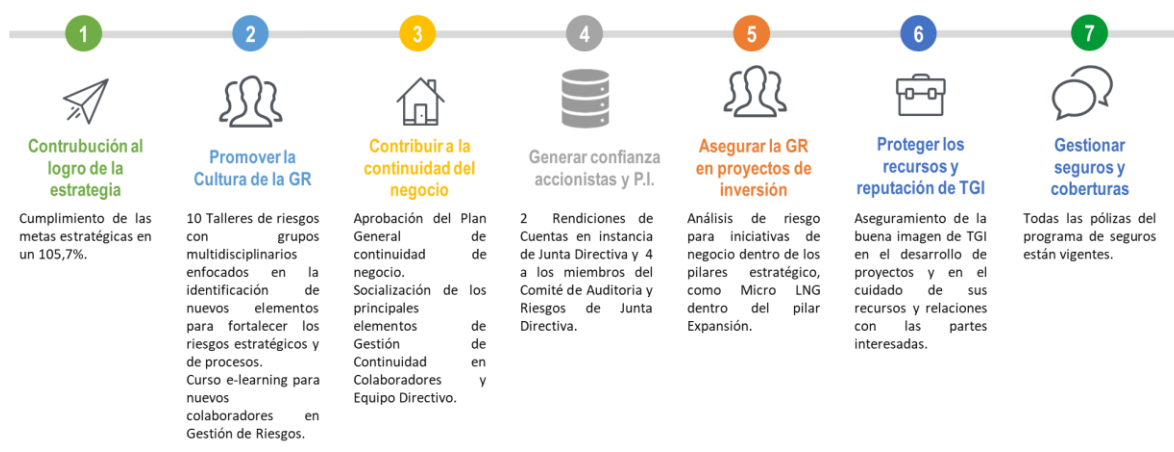 1
Contrubución al
logro de la
estrategia
Cumplimiento de las
metas estratégicas en
un 105,7%.
2
Promover la
Cultura de la GR
10 Talleres de riesgos
con grupos
multidisciplinarios
enfocados en la
identificación de
nuevos elementos
para fortalecer los
riesgos estratégicos y
de procesos.
Curso e-learning para
nuevos
colaboradores en
Gestión de Riesgos.
3
Contribuir a la
continuidad del
negocio
Aprobación del Plan
General de
continuidad de
negocio.
Socialización de los
principales
elementos de
Gestión de
Continuidad en
Colaboradores y
Equipo Directivo.
4
Generar confianza
accionistas y P.I.
2 Rendiciones de
Cuentas en instancia
de Junta Directiva y 4
a los miembros del
Comité de Auditoria y
Riesgos de Junta
Directiva.
5
Asegurar la GR
en proyectos de
inversión
Análisis de riesgo
para iniciativas de
negocio dentro de los
pilares estratégico,
como Micro LNG
dentro del pilar
Expansión.
6
Proteger los
recursos y
reputación de TGI
Aseguramiento de la
buena imagen de TGI
en el desarrollo de
proyectos y en el
cuidado de sus
recursos y relaciones
con las partes
interesadas.
7
Gestionar
seguros y
coberturas
Todas las pólizas del
programa de seguros
están vigentes.